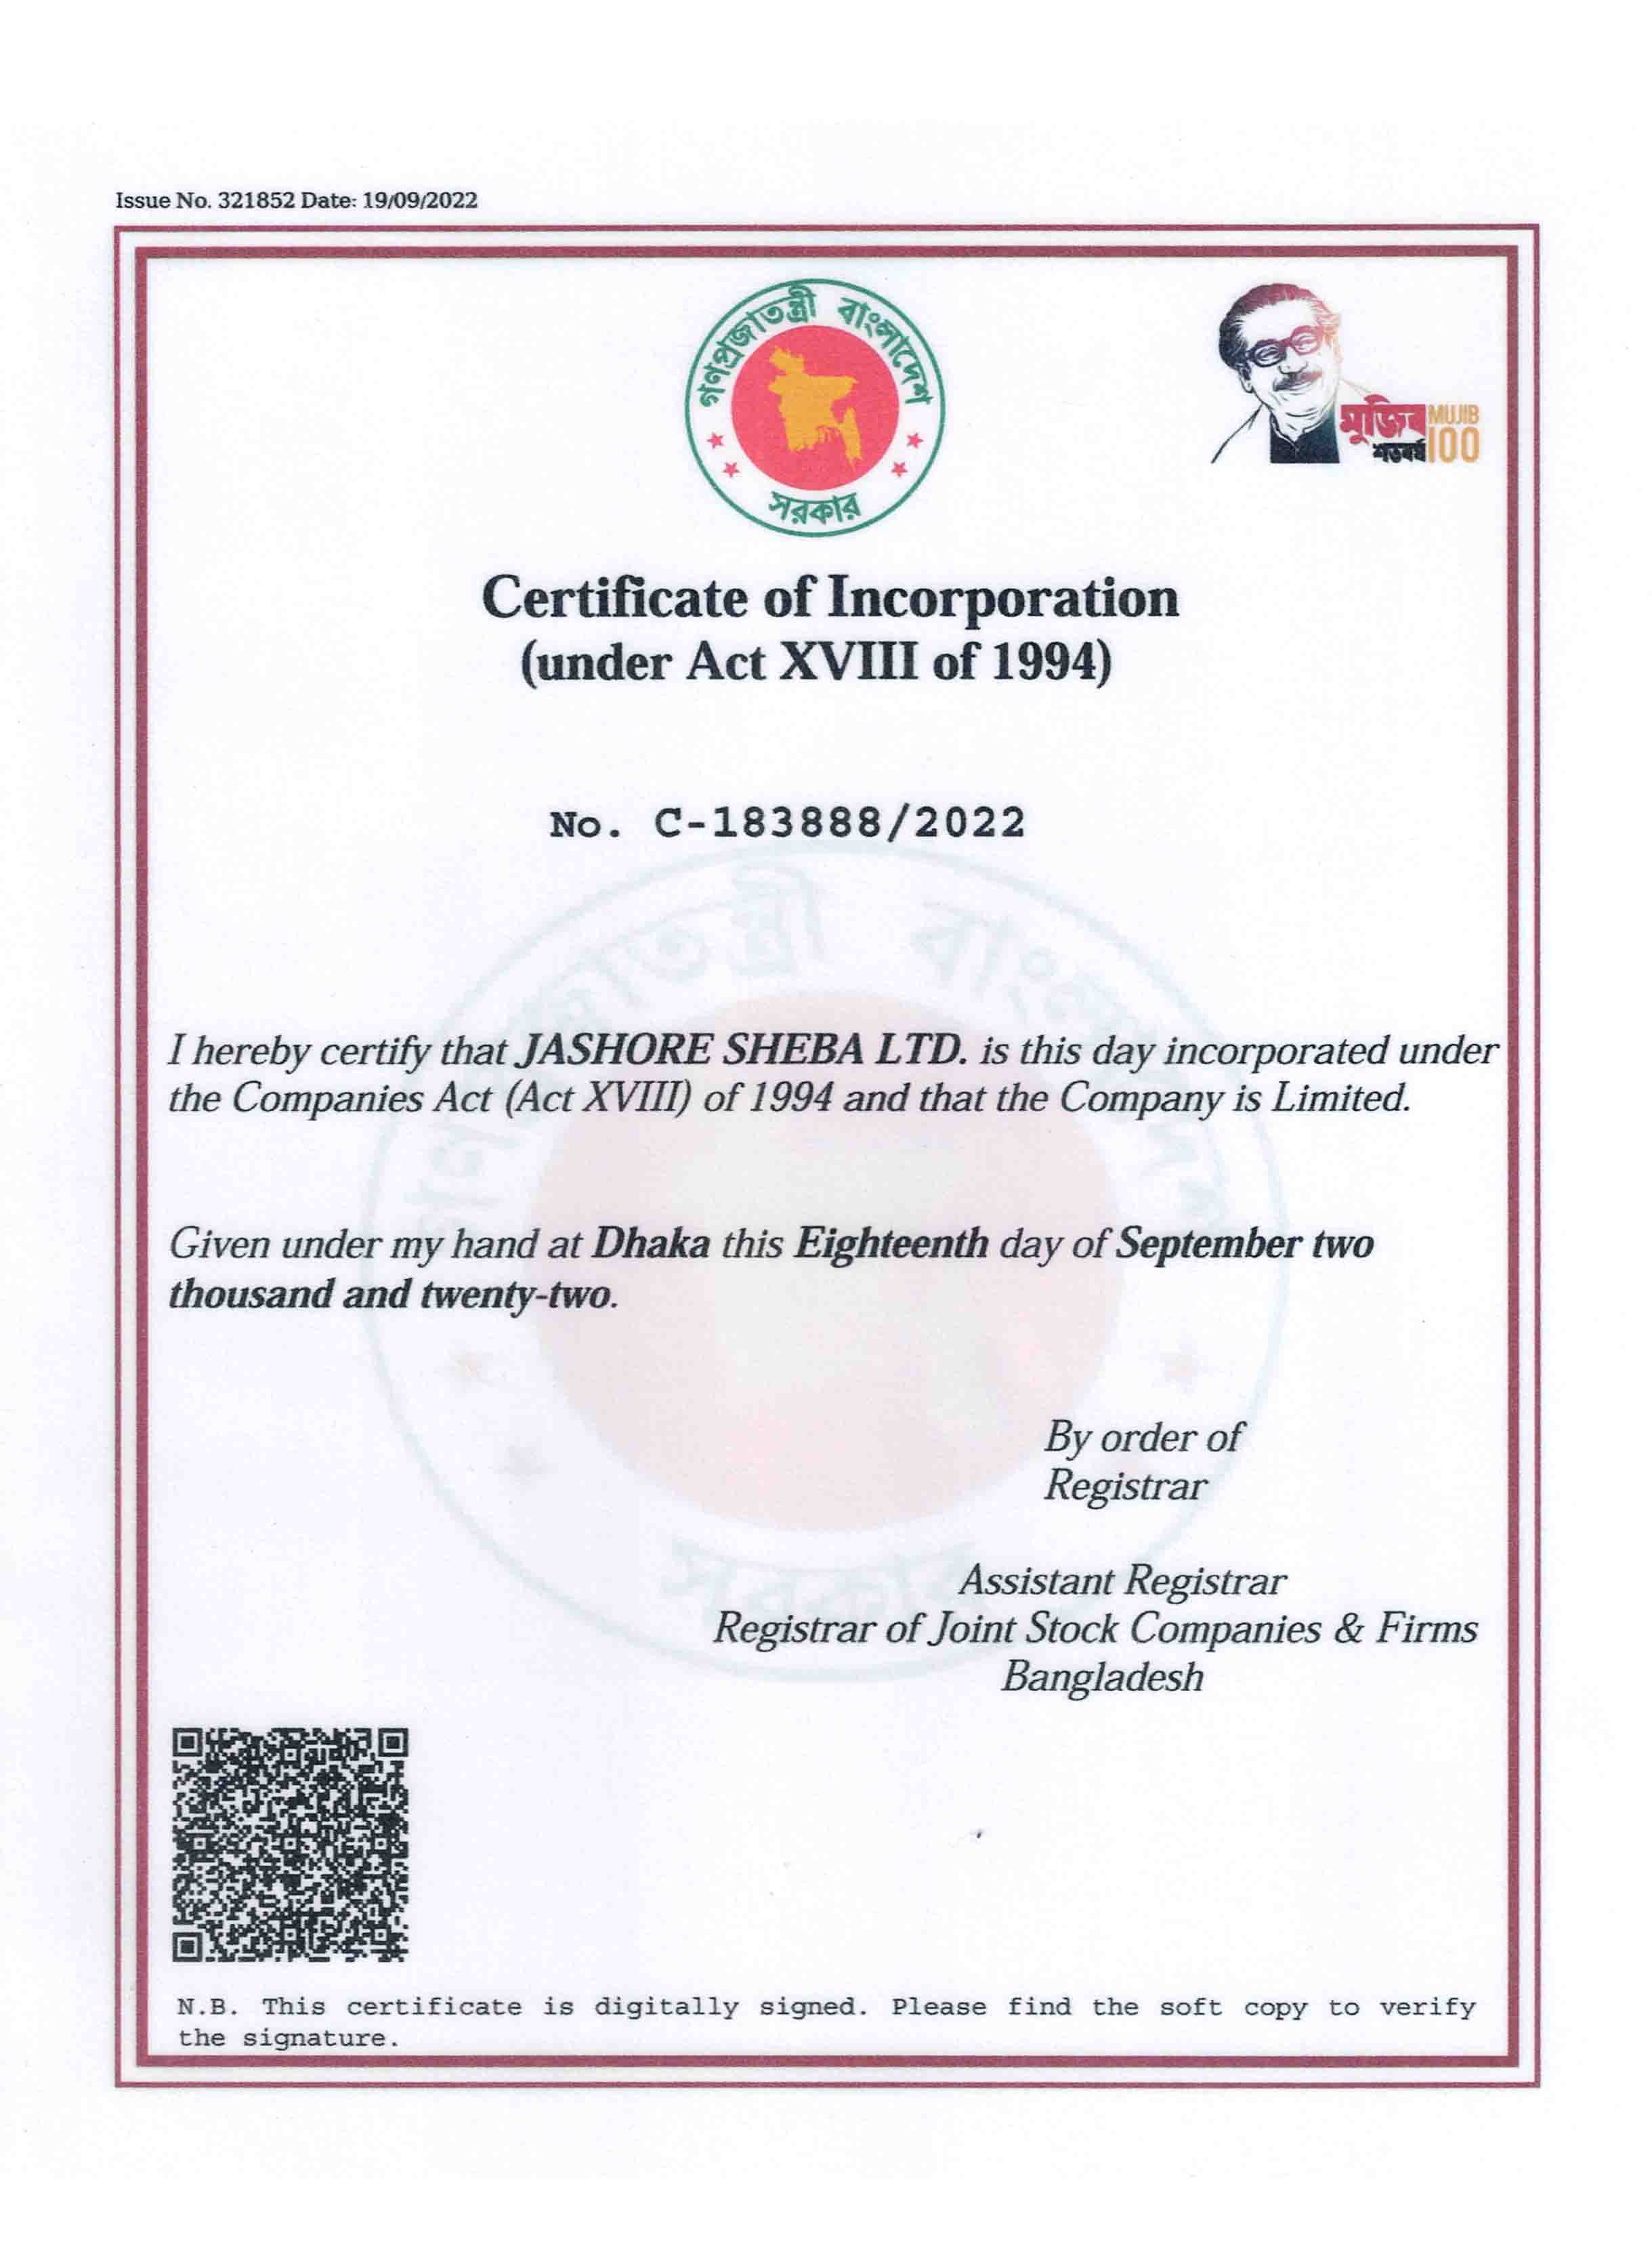 Issue No. 321852 Date: 19/09/2022
গণপ্রজাতন্ত্রী বাংলাদেশ
সরকার
মুজিব MUJIB
শতবর্ষ 100
Certificate of Incorporation
(under Act XVIII of 1994)
No. C-183888/2022
I hereby certify that JASHORE SHEBA LTD. is this day incorporated under
the Companies Act (Act XVIII) of 1994 and that the Company is Limited.
Given under my hand at Dhaka this Eighteenth day of September two
thousand and twenty-two.
By order of
Registrar
Assistant Registrar
Registrar of Joint Stock Companies & Firms
Bangladesh
N.B. This certificate is digitally signed. Please find the soft copy to verify
the signature.